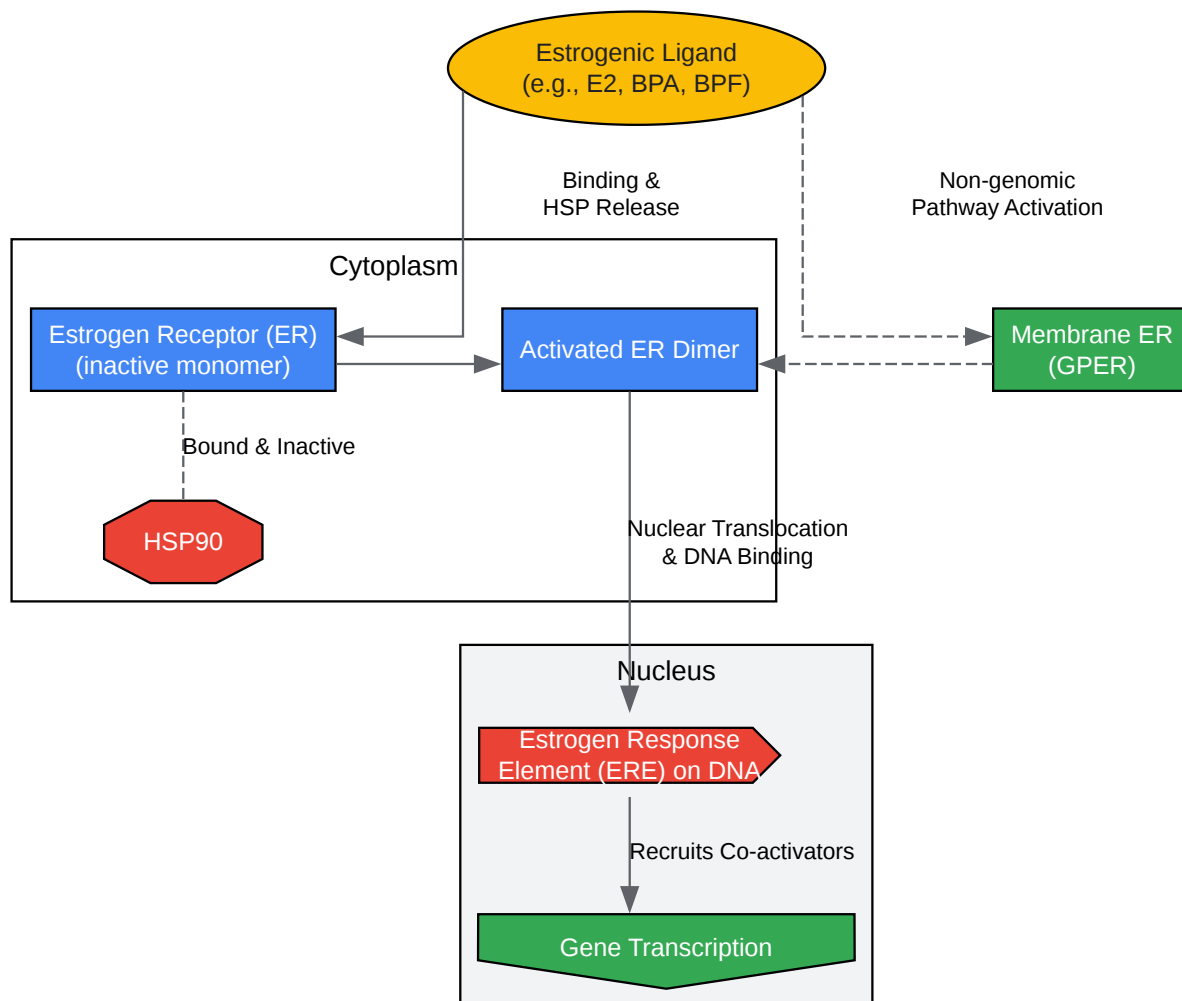 Estrogenic Ligand
(e.g., E2, BPA, BPF)
Binding &
HSP Release
Non-genomic
Pathway Activation
Cytoplasm
Estrogen Receptor (ER)
(inactive monomer)
Activated ER Dimer
Membrane ER
(GPER)
Bound & Inactive
HSP90
Nuclear Translocation
& DNA Binding
Nucleus
Estrogen Response
Element (ERE) on DNA
Recruits Co-activators
Gene Transcription